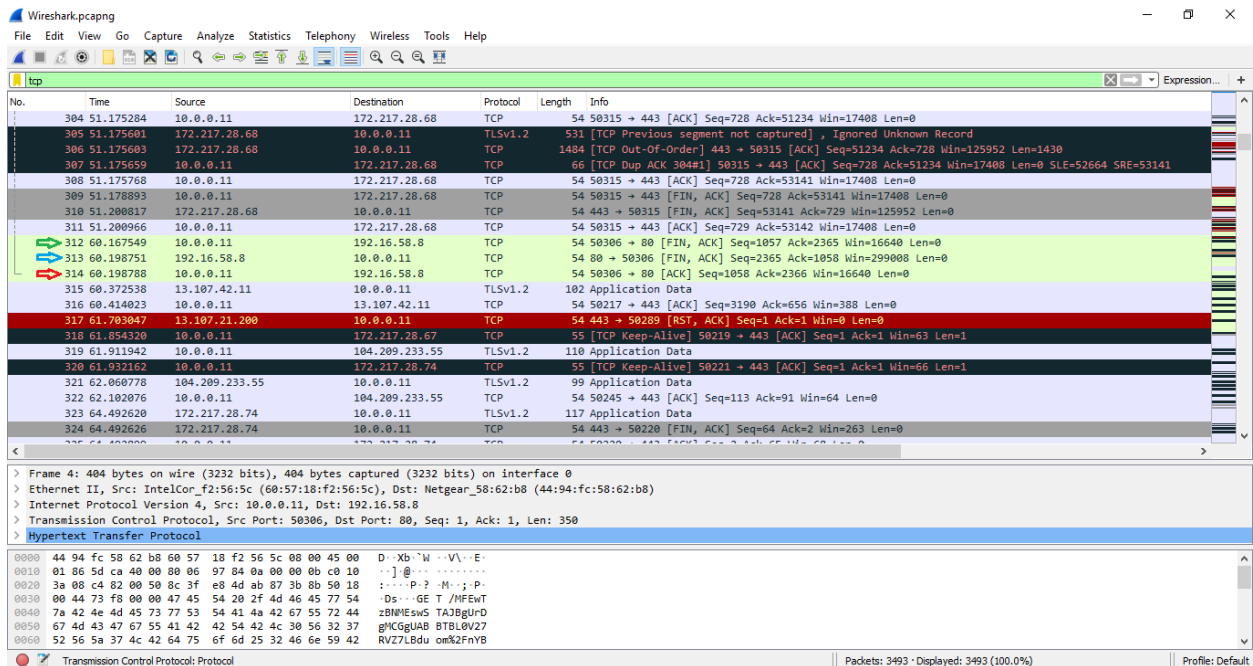 Wireshark.pcapng
File Edit View Go Capture Analyze Statistics Telephony Wireless Tools Help
tcp Expression... +
No. Time Source Destination Protocol Length Info
304 51.175284 10.0.0.11 172.217.28.68 TCP 54 50315 → 443 [ACK] Seq=728 Ack=51234 Win=17408 Len=0
305 51.175601 172.217.28.68 10.0.0.11 TLSv1.2 531 [TCP Previous segment not captured] , Ignored Unknown Record
306 51.175603 172.217.28.68 10.0.0.11 TCP 1484 [TCP Out-Of-Order] 443 → 50315 [ACK] Seq=51234 Ack=728 Win=125952 Len=1430
307 51.175659 10.0.0.11 172.217.28.68 TCP 66 [TCP Dup ACK 304#1] 50315 → 443 [ACK] Seq=728 Ack=51234 Win=17408 Len=0 SLE=52664 SRE=53141
308 51.175768 10.0.0.11 172.217.28.68 TCP 54 50315 → 443 [ACK] Seq=728 Ack=53141 Win=17408 Len=0
309 51.178893 10.0.0.11 172.217.28.68 TCP 54 50315 → 443 [FIN, ACK] Seq=728 Ack=53141 Win=17408 Len=0
310 51.200817 172.217.28.68 10.0.0.11 TCP 54 443 → 50315 [FIN, ACK] Seq=53141 Ack=729 Win=125952 Len=0
311 51.200966 10.0.0.11 172.217.28.68 TCP 54 50315 → 443 [ACK] Seq=729 Ack=53142 Win=17408 Len=0
312 60.167549 10.0.0.11 192.16.58.8 TCP 54 50306 → 80 [FIN, ACK] Seq=1057 Ack=2365 Win=16640 Len=0
313 60.198751 192.16.58.8 10.0.0.11 TCP 54 80 → 50306 [FIN, ACK] Seq=2365 Ack=1058 Win=299008 Len=0
314 60.198788 10.0.0.11 192.16.58.8 TCP 54 50306 → 80 [ACK] Seq=1058 Ack=2366 Win=16640 Len=0
315 60.372538 13.107.42.11 10.0.0.11 TLSv1.2 102 Application Data
316 60.414023 10.0.0.11 13.107.42.11 TCP 54 50217 → 443 [ACK] Seq=3190 Ack=656 Win=388 Len=0
317 61.703047 13.107.21.200 10.0.0.11 TCP 54 443 → 50289 [RST, ACK] Seq=1 Ack=1 Win=0 Len=0
318 61.854320 10.0.0.11 172.217.28.67 TCP 55 [TCP Keep-Alive] 50219 → 443 [ACK] Seq=1 Ack=1 Win=63 Len=1
319 61.911942 10.0.0.11 104.209.233.55 TLSv1.2 110 Application Data
320 61.932162 10.0.0.11 172.217.28.74 TCP 55 [TCP Keep-Alive] 50221 → 443 [ACK] Seq=1 Ack=1 Win=66 Len=1
321 62.060778 104.209.233.55 10.0.0.11 TLSv1.2 99 Application Data
322 62.102076 10.0.0.11 104.209.233.55 TCP 54 50245 → 443 [ACK] Seq=113 Ack=91 Win=64 Len=0
323 64.492620 172.217.28.74 10.0.0.11 TLSv1.2 117 Application Data
324 64.492626 172.217.28.74 10.0.0.11 TCP 54 443 → 50220 [FIN, ACK] Seq=64 Ack=2 Win=263 Len=0
Frame 4: 404 bytes on wire (3232 bits), 404 bytes captured (3232 bits) on interface 0
Ethernet II, Src: IntelCor_f2:56:5c (60:57:18:f2:56:5c), Dst: Netgear_58:62:b8 (44:94:fc:58:62:b8)
Internet Protocol Version 4, Src: 10.0.0.11, Dst: 192.16.58.8
Transmission Control Protocol, Src Port: 50306, Dst Port: 80, Seq: 1, Ack: 1, Len: 350
Hypertext Transfer Protocol
0000 44 94 fc 58 62 b8 60 57 18 f2 56 5c 08 00 45 00 D··Xb·`W ··V\··E·
0010 01 86 5d ca 40 00 80 06 97 84 0a 00 00 0b c0 10 ··]·@··· ········
0020 3a 08 c4 82 00 50 8c 3f e8 4d ab 87 3b 8b 50 18 :····P·? ·M··;·P·
0030 00 44 73 f8 00 00 47 45 54 20 2f 4d 46 45 77 54 ·Ds···GE T /MFEwT
0040 7a 42 4e 4d 45 73 77 53 54 41 4a 42 67 55 72 44 zBNMEswS TAJBgUrD
0050 67 4d 43 47 67 55 41 42 42 54 42 4c 30 56 32 37 gMCGgUAB BTBL0V27
0060 52 56 5a 37 4c 42 64 75 6f 6d 25 32 46 6e 59 42 RVZ7LBdu om%2FnYB
Transmission Control Protocol: Protocol Packets: 3493 · Displayed: 3493 (100.0%) Profile: Default